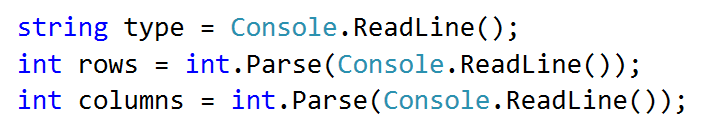 string type = Console.ReadLine();
int rows = int.Parse(Console.ReadLine());
int columns = int.Parse(Console.ReadLine());